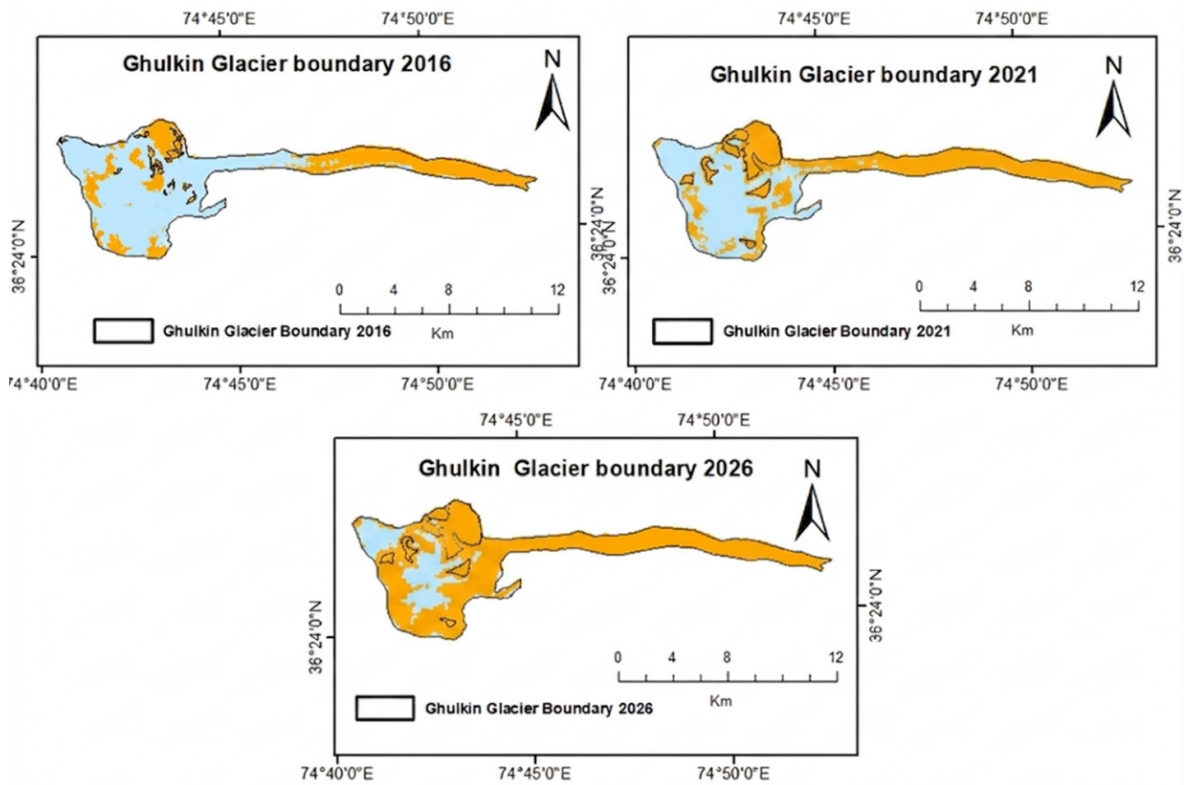 74°45'0"E 74°50'0"E
Ghulkin Glacier boundary 2016
N
36°24'0"N
36°24'0"N
0 4 8 12
Km
Ghulkin Glacier Boundary 2016
74°40'0"E 74°45'0"E 74°50'0"E
74°45'0"E 74°50'0"E
Ghulkin Glacier boundary 2021
N
36°24'0"N
36°24'0"N
0 4 8 12
Km
Ghulkin Glacier Boundary 2021
74°40'0"E 74°45'0"E 74°50'0"E
74°45'0"E 74°50'0"E
Ghulkin Glacier boundary 2026
N
36°24'0"N
36°24'0"N
0 4 8 12
Km
Ghulkin Glacier Boundary 2026
74°40'0"E 74°45'0"E 74°50'0"E